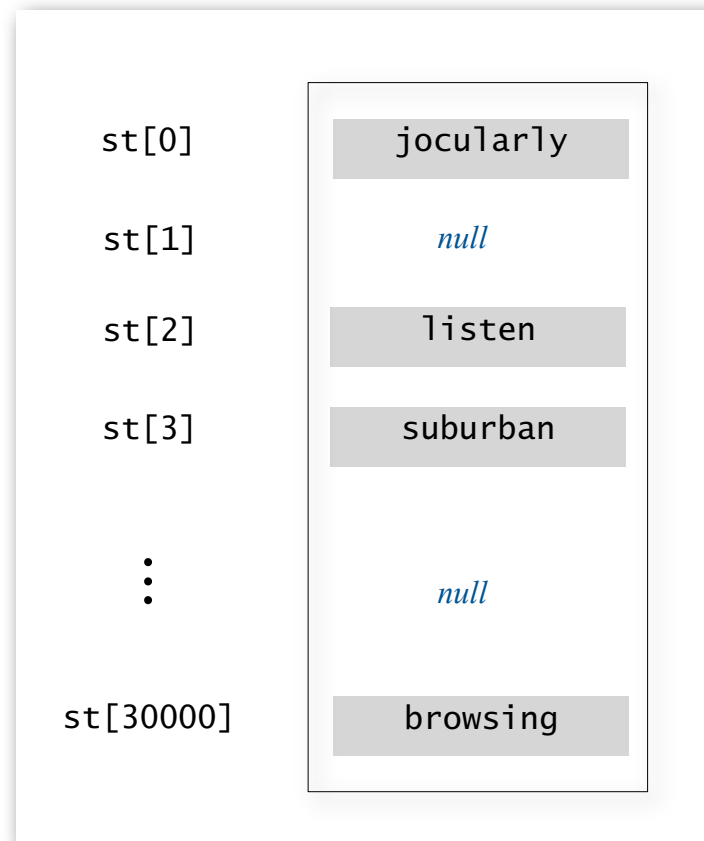 st[0] jocularly
st[1] null
st[2] listen
st[3] suburban
⋮ null
st[30000] browsing